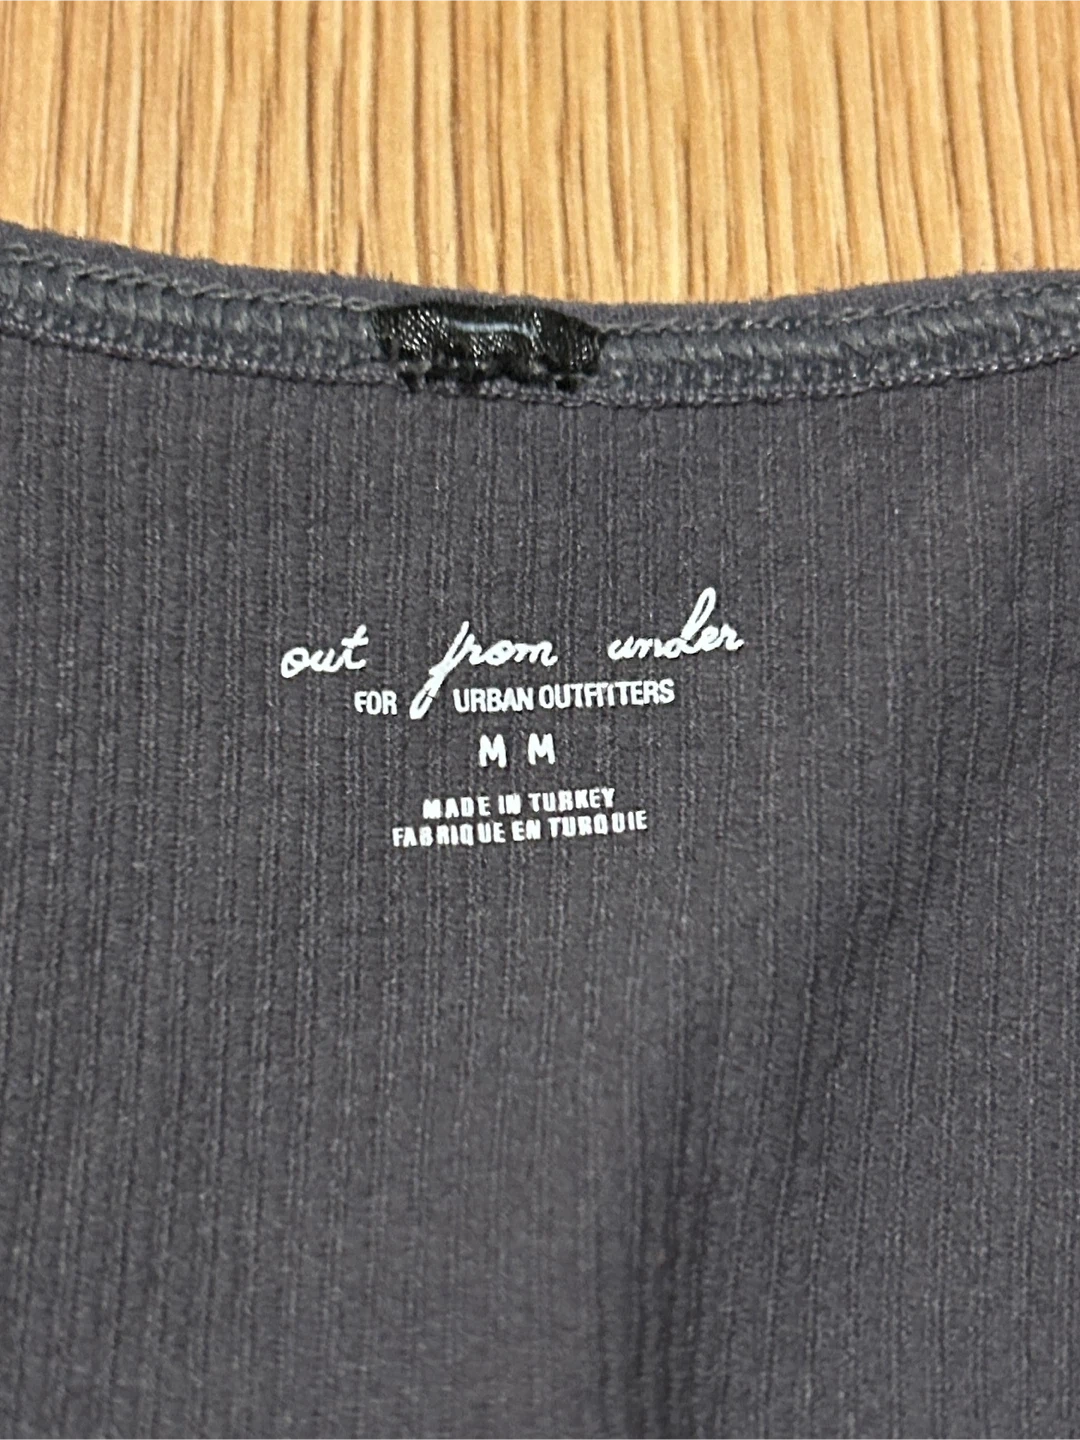 out from under
FOR URBAN OUTFITTERS
M M
MADE IN TURKEY
FABRIQUE EN TURQUIE